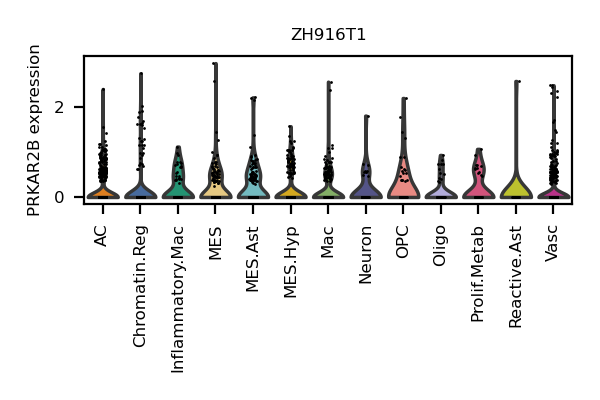 ZH916T1
PRKAR2B expression
2
0
AC
Chromatin.Reg
Inflammatory.Mac
MES
MES.Ast
MES.Hyp
Mac
Neuron
OPC
Oligo
Prolif.Metab
Reactive.Ast
Vasc